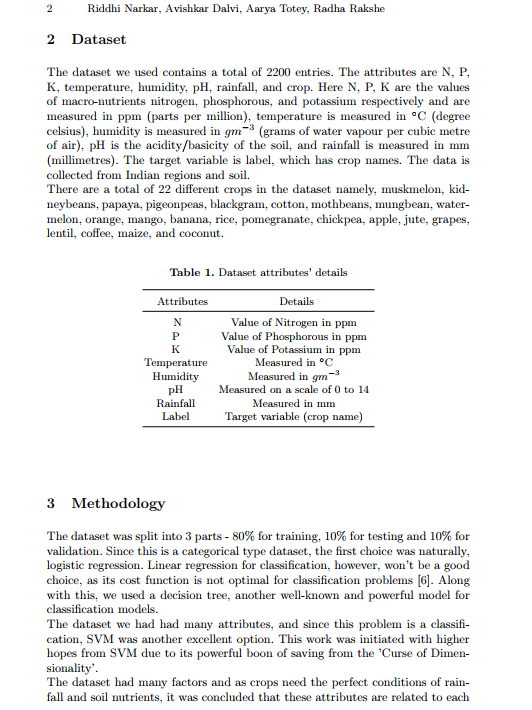 2 Riddhi Narkar, Avishkar Dalvi, Aarya Totey, Radha Rakshe
2 Dataset
The dataset we used contains a total of 2200 entries. The attributes are N, P,
K, temperature, humidity, pH, rainfall, and crop. Here N, P, K are the values
of macro-nutrients nitrogen, phosphorous, and potassium respectively and are
measured in ppm (parts per million), temperature is measured in °C (degree
celsius), humidity is measured in gm⁻³ (grams of water vapour per cubic metre
of air), pH is the acidity/basicity of the soil, and rainfall is measured in mm
(millimetres). The target variable is label, which has crop names. The data is
collected from Indian regions and soil.
There are a total of 22 different crops in the dataset namely, muskmelon, kid-
neybeans, papaya, pigeonpeas, blackgram, cotton, mothbeans, mungbean, water-
melon, orange, mango, banana, rice, pomegranate, chickpea, apple, jute, grapes,
lentil, coffee, maize, and coconut.
Table 1. Dataset attributes' details
Attributes Details
N Value of Nitrogen in ppm
P Value of Phosphorous in ppm
K Value of Potassium in ppm
Temperature Measured in °C
Humidity Measured in gm⁻³
pH Measured on a scale of 0 to 14
Rainfall Measured in mm
Label Target variable (crop name)
3 Methodology
The dataset was split into 3 parts - 80% for training, 10% for testing and 10% for
validation. Since this is a categorical type dataset, the first choice was naturally,
logistic regression. Linear regression for classification, however, won't be a good
choice, as its cost function is not optimal for classification problems [6]. Along
with this, we used a decision tree, another well-known and powerful model for
classification models.
The dataset we had had many attributes, and since this problem is a classifi-
cation, SVM was another excellent option. This work was initiated with higher
hopes from SVM due to its powerful boon of saving from the 'Curse of Dimen-
sionality'.
The dataset had many factors and as crops need the perfect conditions of rain-
fall and soil nutrients, it was concluded that these attributes are related to each